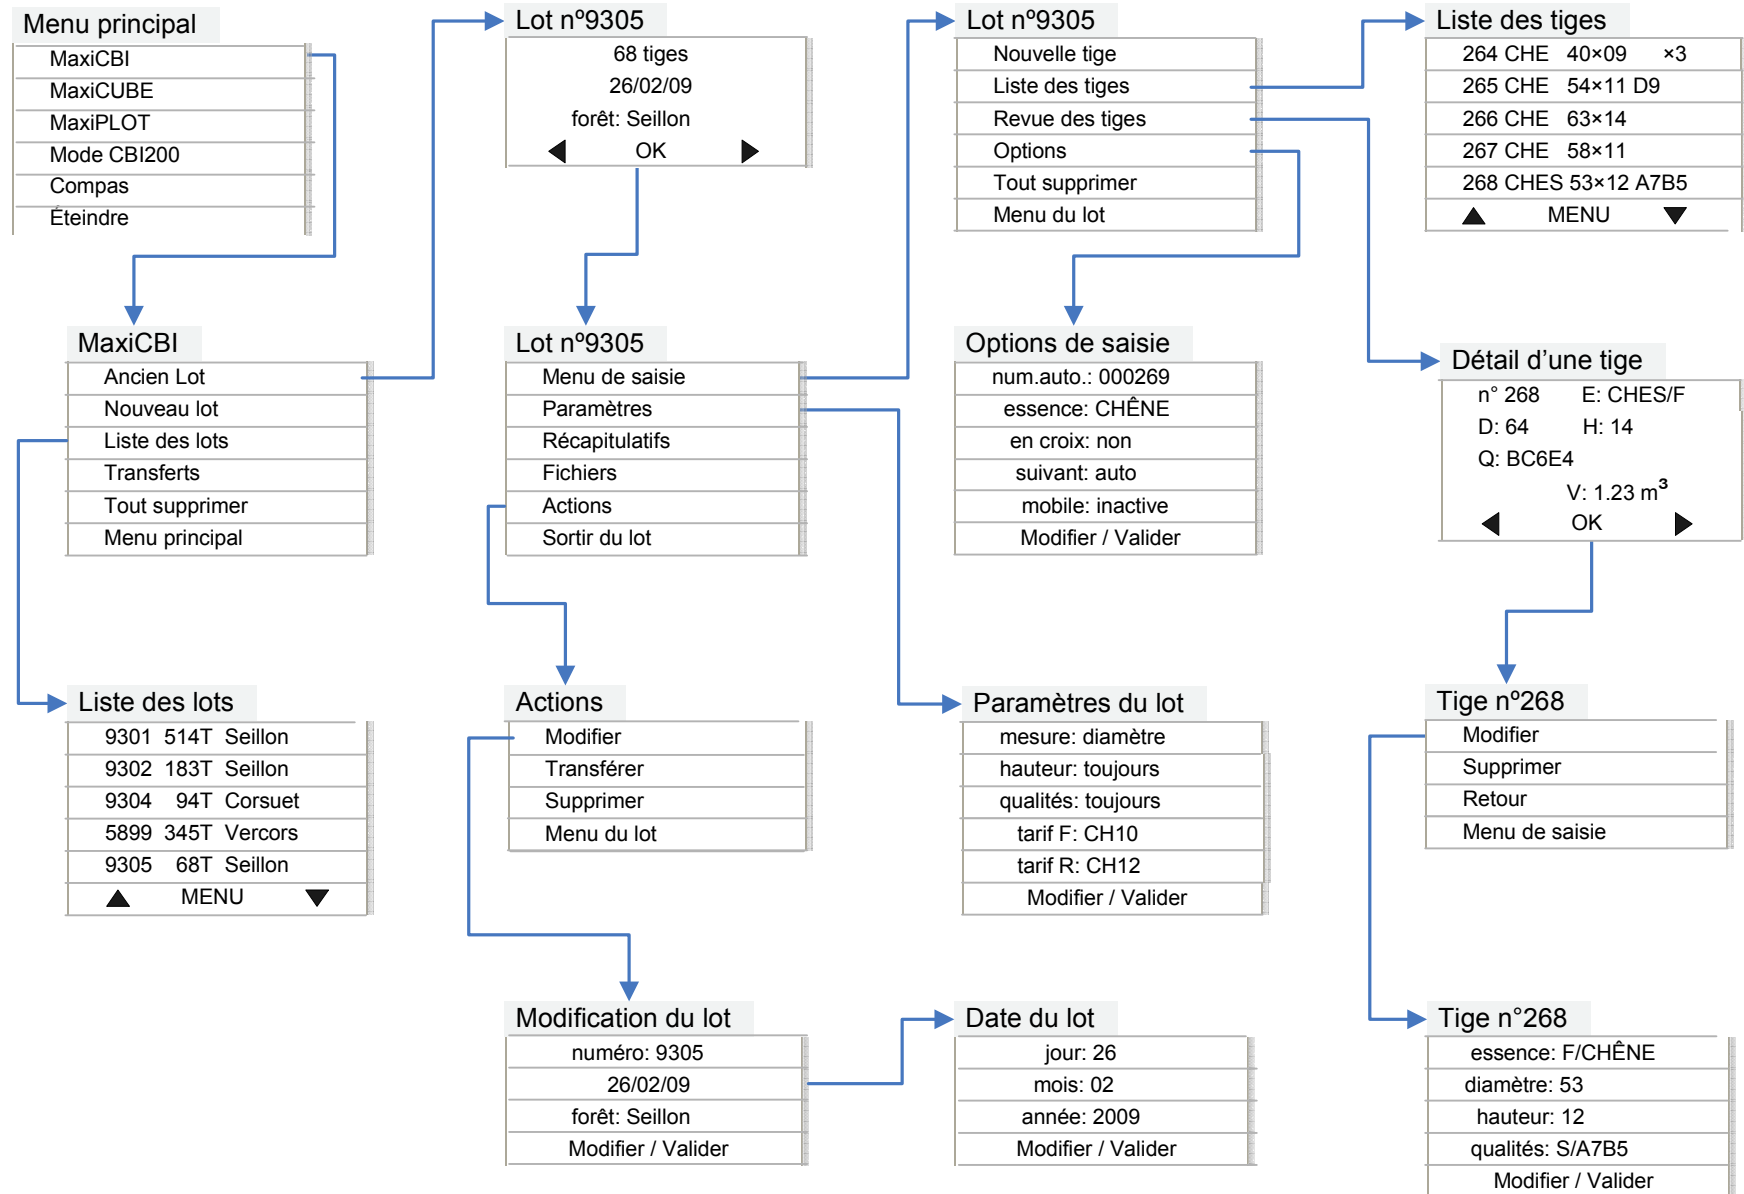 Menu principal
MaxiCBI
MaxiCUBE
MaxiPLOT
Mode CBI200
Compas
Éteindre
MaxiCBI
Ancien Lot
Nouveau lot
Liste des lots
Transferts
Tout supprimer
Menu principal
Liste des lots
9301 514T Seillon
9302 183T Seillon
9304 94T Corsuet
5899 345T Vercors
9305 68T Seillon
▲ MENU ▼
Lot nº9305
68 tiges
26/02/09
forêt: Seillon
◀ OK ▶
Lot nº9305
Menu de saisie
Paramètres
Récapitulatifs
Fichiers
Actions
Sortir du lot
Actions
Modifier
Transférer
Supprimer
Menu du lot
Modification du lot
numéro: 9305
26/02/09
forêt: Seillon
Modifier / Valider
Lot nº9305
Nouvelle tige
Liste des tiges
Revue des tiges
Options
Tout supprimer
Menu du lot
Options de saisie
num.auto.: 000269
essence: CHÊNE
en croix: non
suivant: auto
mobile: inactive
Modifier / Valider
Paramètres du lot
mesure: diamètre
hauteur: toujours
qualités: toujours
tarif F: CH10
tarif R: CH12
Modifier / Valider
Date du lot
jour: 26
mois: 02
année: 2009
Modifier / Valider
Liste des tiges
264 CHE 40×09 ×3
265 CHE 54×11 D9
266 CHE 63×14
267 CHE 58×11
268 CHES 53×12 A7B5
▲ MENU ▼
Détail d’une tige
n° 268 E: CHES/F
D: 64 H: 14
Q: BC6E4
V: 1.23 m³
◀ OK ▶
Tige nº268
Modifier
Supprimer
Retour
Menu de saisie
Tige n°268
essence: F/CHÊNE
diamètre: 53
hauteur: 12
qualités: S/A7B5
Modifier / Valider